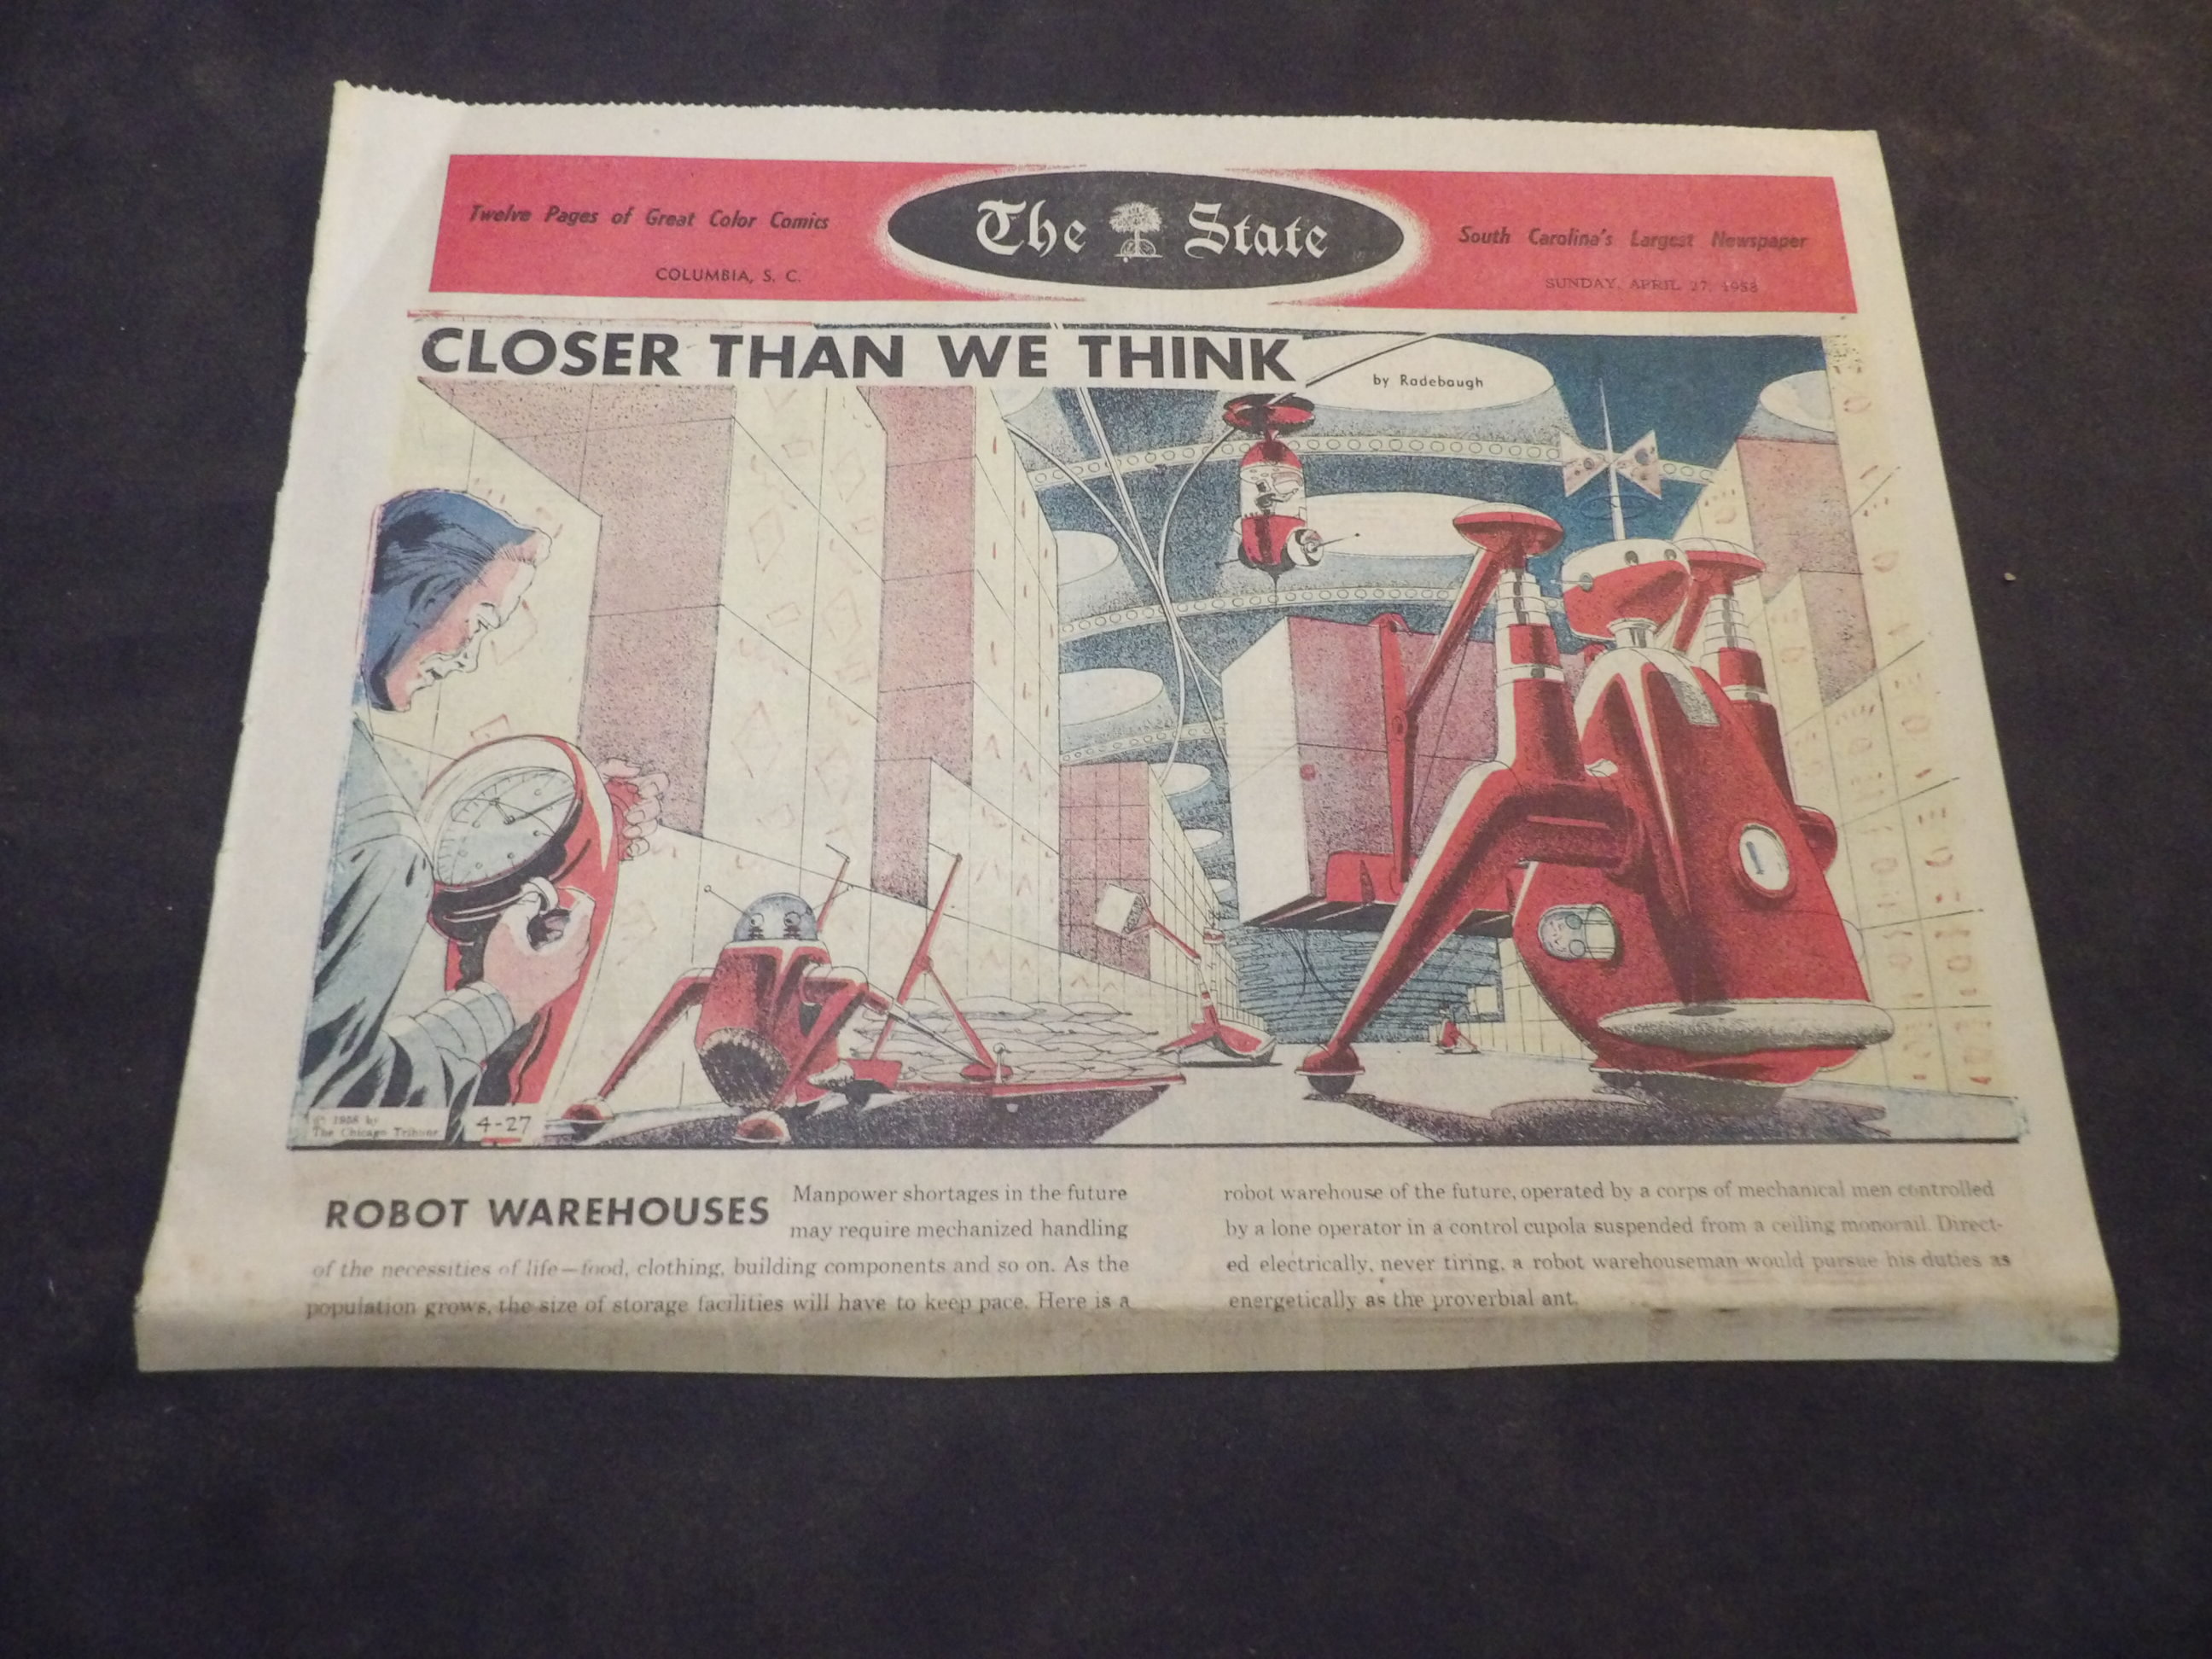 Twelve Pages of Great Color Comics
COLUMBIA, S. C.
The State
South Carolina's Largest Newspaper
SUNDAY, APRIL 27, 1958
CLOSER THAN WE THINK
by Radebaugh
© 1958 by
The Chicago Tribune
4-27
ROBOT WAREHOUSES
Manpower shortages in the future
may require mechanized handling
of the necessities of life—food, clothing, building components and so on. As the
population grows, the size of storage facilities will have to keep pace. Here is a
robot warehouse of the future, operated by a corps of mechanical men controlled
by a lone operator in a control cupola suspended from a ceiling monorail. Direct-
ed electrically, never tiring, a robot warehouseman would pursue his duties as
energetically as the proverbial ant.